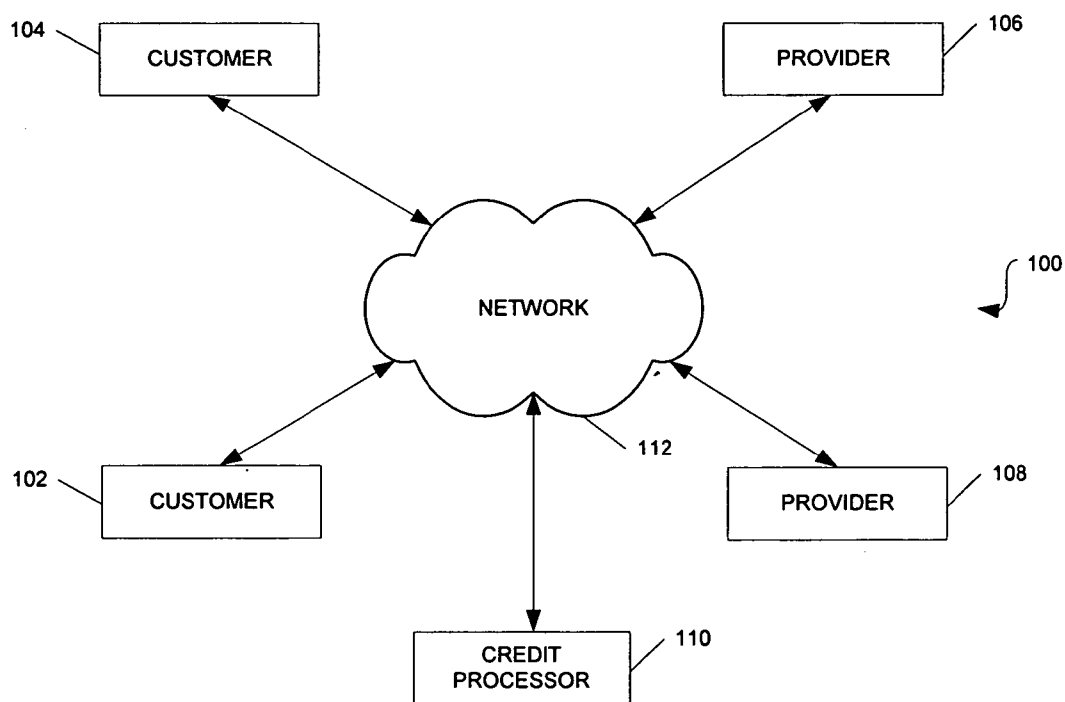 104
CUSTOMER
PROVIDER
106
NETWORK
100
112
102
CUSTOMER
PROVIDER
108
CREDIT
PROCESSOR
110